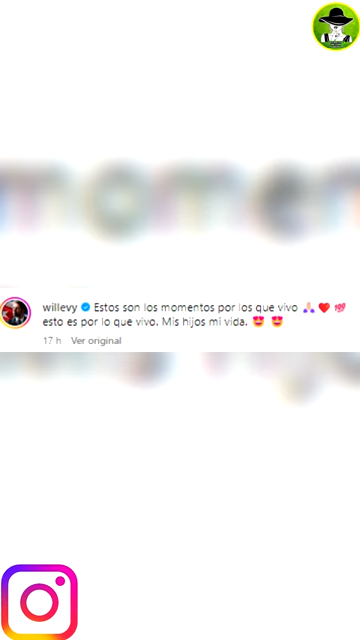 momen
willevy Estos son los momentos por los que vivo 🙏🏻 ❤️ 💯
esto es por lo que vivo. Mis hijos mi vida. 😍 😍
17 h Ver original